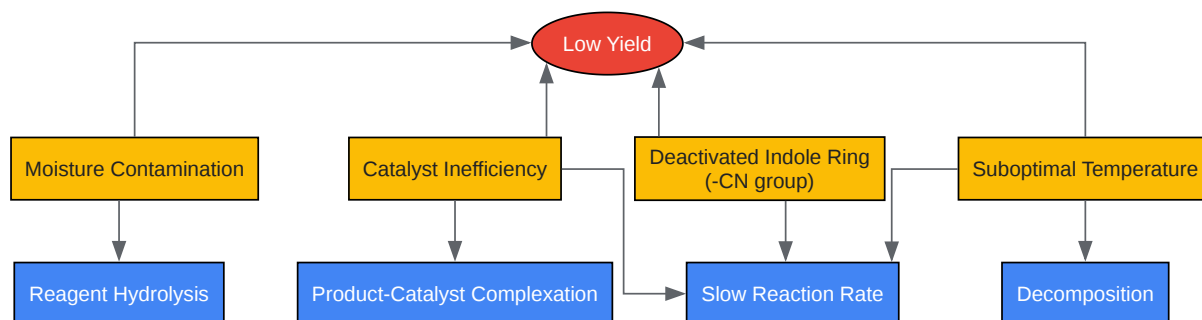 Low Yield
Moisture Contamination
Catalyst Inefficiency
Deactivated Indole Ring
(-CN group)
Suboptimal Temperature
Reagent Hydrolysis
Product-Catalyst Complexation
Slow Reaction Rate
Decomposition